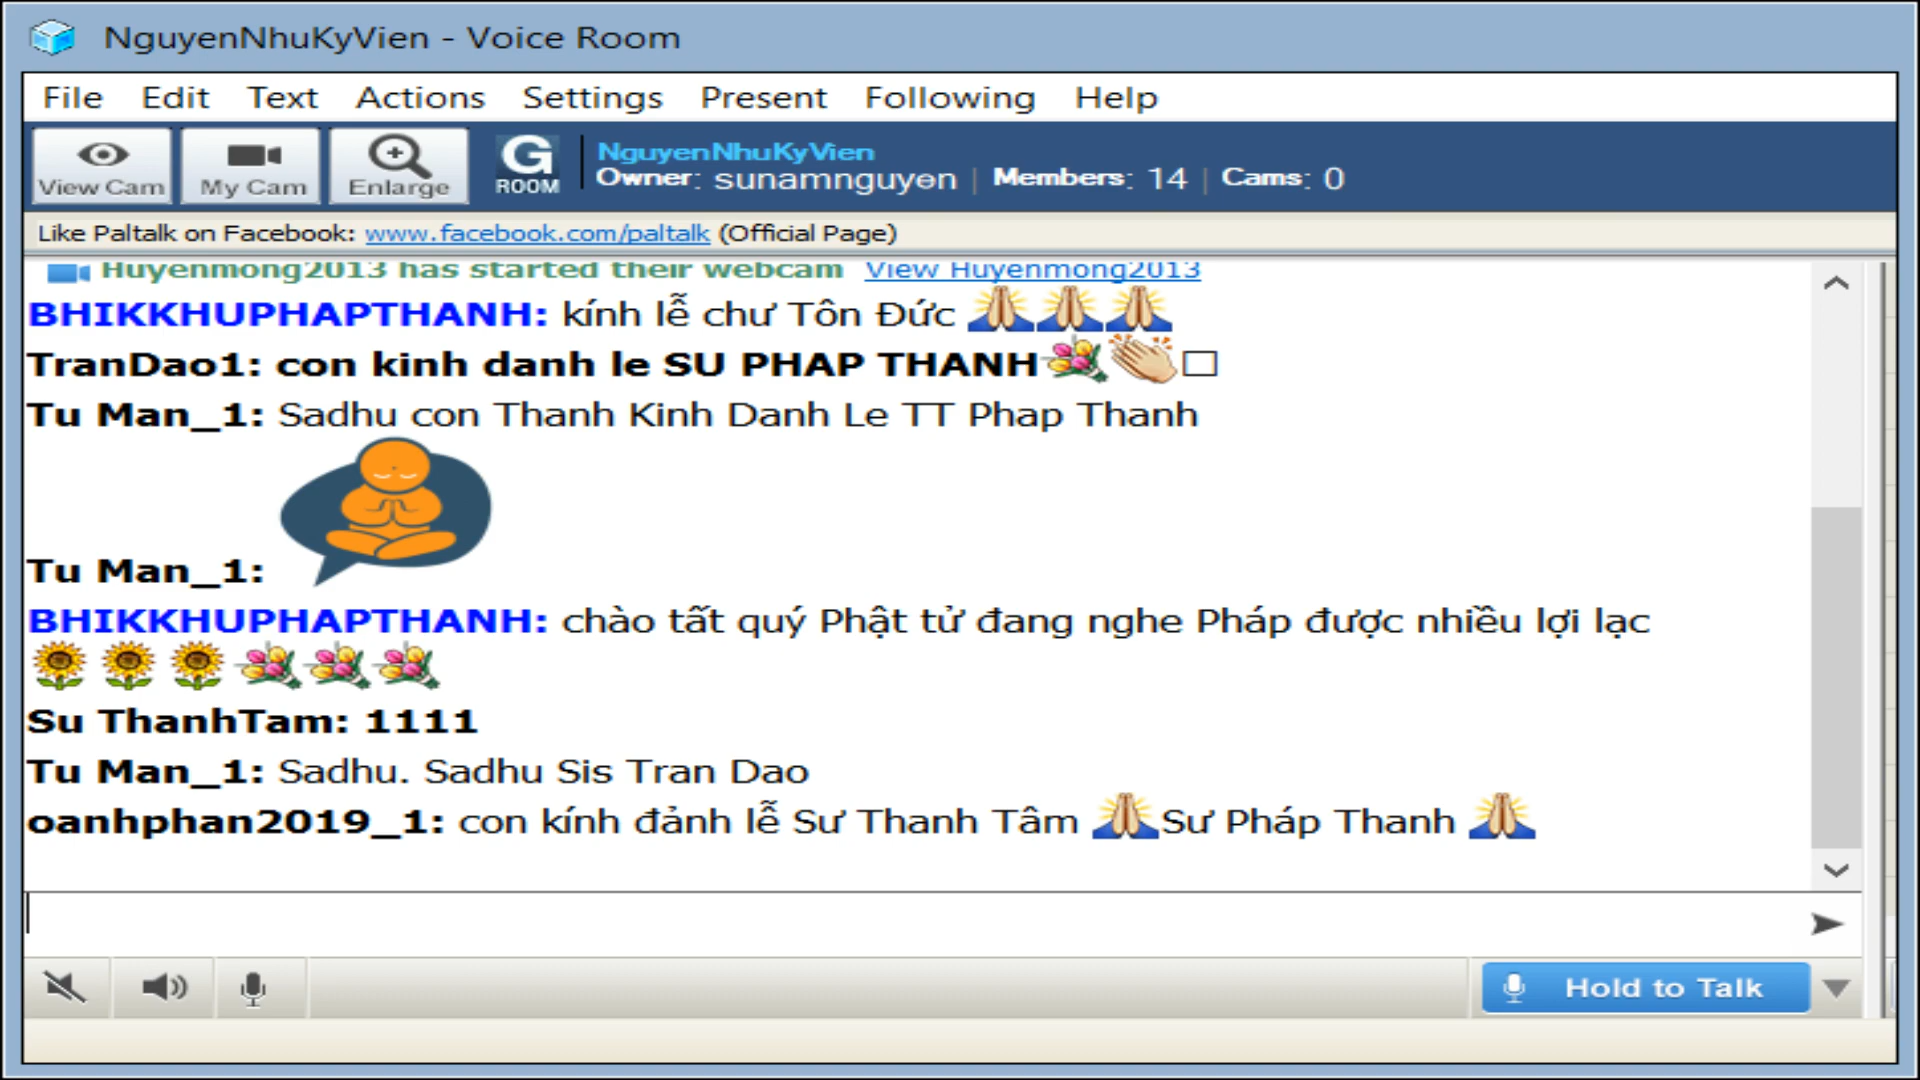 NguyenNhuKyVien - Voice Room
File Edit Text Actions Settings Present Following Help
View Cam My Cam Enlarge G ROOM
NguyenNhuKyVien
Owner: sunamnguyen | Members: 14 | Cams: 0
Like Paltalk on Facebook: www.facebook.com/paltalk (Official Page)
Huyenmong2013 has started their webcam View Huyenmong2013
BHIKKHUPHAPTHANH: kính lễ chư Tôn Đức
TranDao1: con kinh danh le SU PHAP THANH
Tu Man_1: Sadhu con Thanh Kinh Danh Le TT Phap Thanh
Tu Man_1:
BHIKKHUPHAPTHANH: chào tất quý Phật tử đang nghe Pháp được nhiều lợi lạc
Su ThanhTam: 1111
Tu Man_1: Sadhu. Sadhu Sis Tran Dao
oanhphan2019_1: con kính đảnh lễ Sư Thanh Tâm Sư Pháp Thanh
Hold to Talk